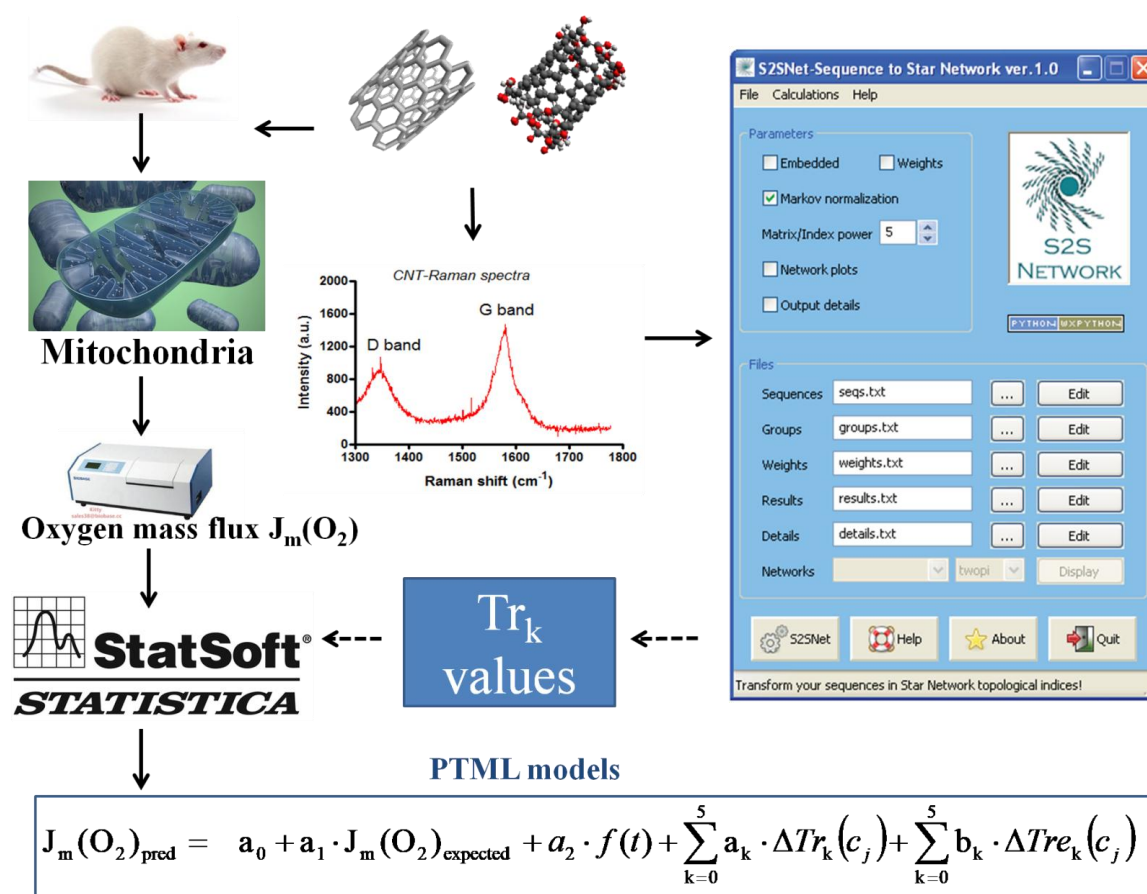 Mitochondria
Oxygen mass flux Jₘ(O₂)
CNT-Raman spectra
G band
D band
Intensity (a.u.)
2000
1600
1200
800
400
0
1300 1400 1500 1600 1700 1800
Raman shift (cm⁻¹)
S2SNet-Sequence to Star Network ver.1.0
File Calculations Help
Parameters
Embedded Weights
Markov normalization
Matrix/Index power 5
Network plots
Output details
S2S
NETWORK
PYTHON WXPYTHON
Files
Sequences seqs.txt ... Edit
Groups groups.txt ... Edit
Weights weights.txt ... Edit
Results results.txt ... Edit
Details details.txt ... Edit
Networks twopi Display
S2SNet Help About Quit
Transform your sequences in Star Network topological indices!
Trₖ
values
StatSoft®
STATISTICA
PTML models
Jₘ(O₂)pred = a₀ + a₁ · Jₘ(O₂)expected + a₂ · f(t) + ∑ₖ₌₀⁵ aₖ · ΔTrₖ(cⱼ) + ∑ₖ₌₀⁵ bₖ · ΔTreₖ(cⱼ)